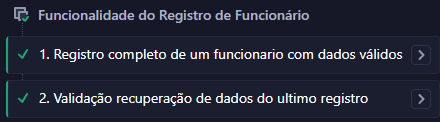 Funcionalidade do Registro de Funcionário
1. Registro completo de um funcionario com dados válidos
2. Validação recuperação de dados do ultimo registro